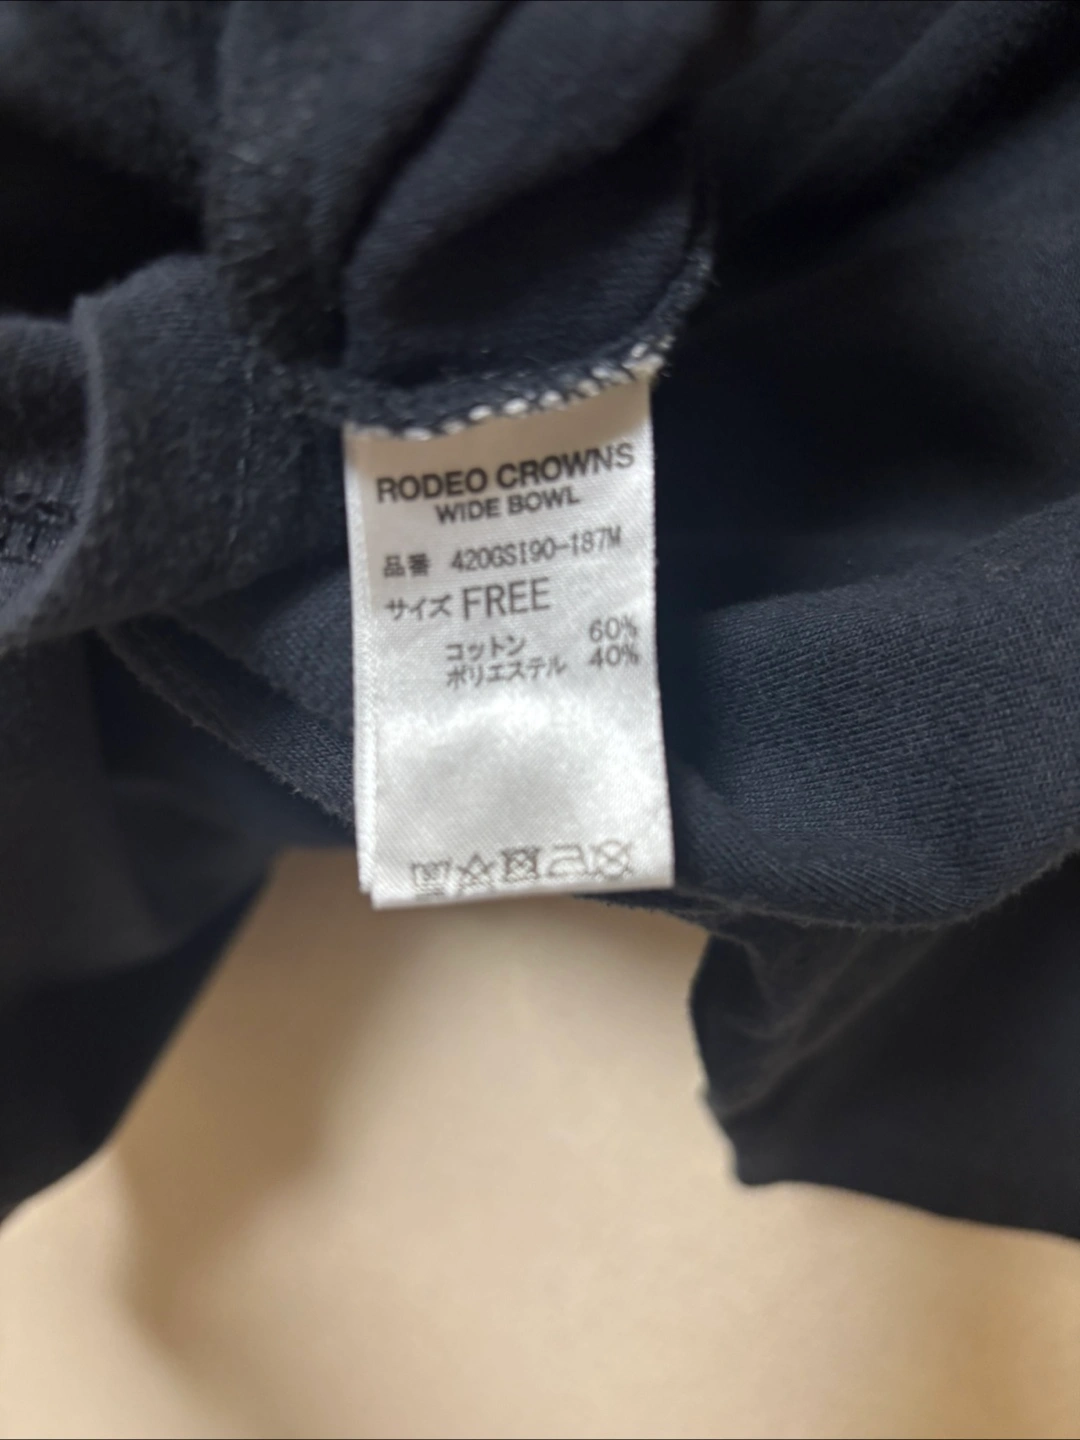 RODEO CROWNS
WIDE BOWL
品番 420GSI90-187M
サイズ FREE
コットン 60%
ポリエステル 40%